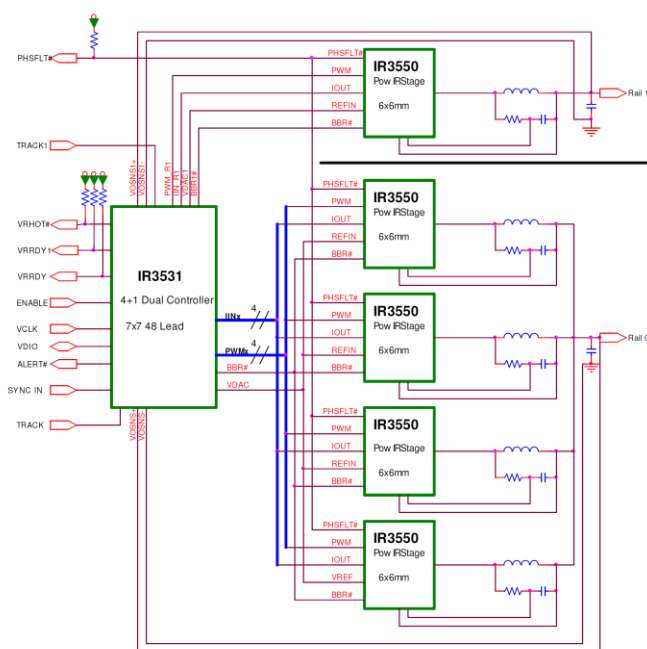 PHSFLT#
TRACK1
VRHOT#
VRRDY1
VRRDY
ENABLE
VCLK
VDIO
ALERT#
SYNC IN
TRACK
VOSNS1+
VOSNS1-
PWM_R1
IIN_R1
VDAC1
BBR1#
IR3531
4+1 Dual Controller
7x7 48 Lead
VOSNS+
VOSNS-
IINx
4
PWMx
4
BBR#
VDAC
PHSFLT#
PWM
IOUT
REFIN
BBR#
IR3550
Pow IRStage
6x6mm
Rail 1
PHSFLT#
PWM
IOUT
REFIN
BBR#
IR3550
Pow IRStage
6x6mm
PHSFLT#
PWM
IOUT
REFIN
BBR#
IR3550
Pow IRStage
6x6mm
Rail 0
PHSFLT#
PWM
IOUT
REFIN
BBR#
IR3550
Pow IRStage
6x6mm
PHSFLT#
PWM
IOUT
VREF
BBR#
IR3550
Pow IRStage
6x6mm